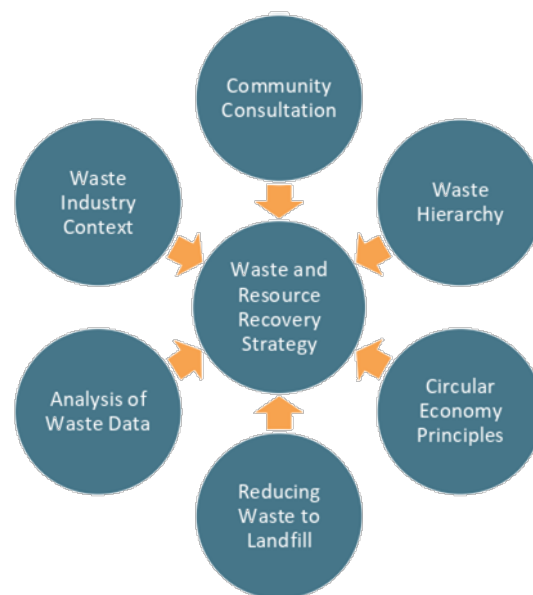 Community
Consultation
Waste
Industry
Context
Waste
Hierarchy
Waste and
Resource
Recovery
Strategy
Analysis of
Waste Data
Circular
Economy
Principles
Reducing
Waste to
Landfill